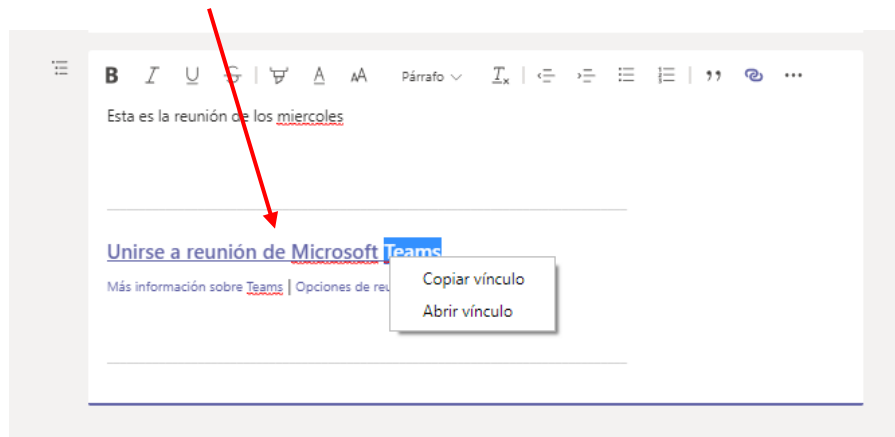 B I U S A AA Párrafo Tx
Esta es la reunión de los miercoles
Unirse a reunión de Microsoft Teams
Más información sobre Teams | Opciones de
Copiar vínculo
Abrir vínculo